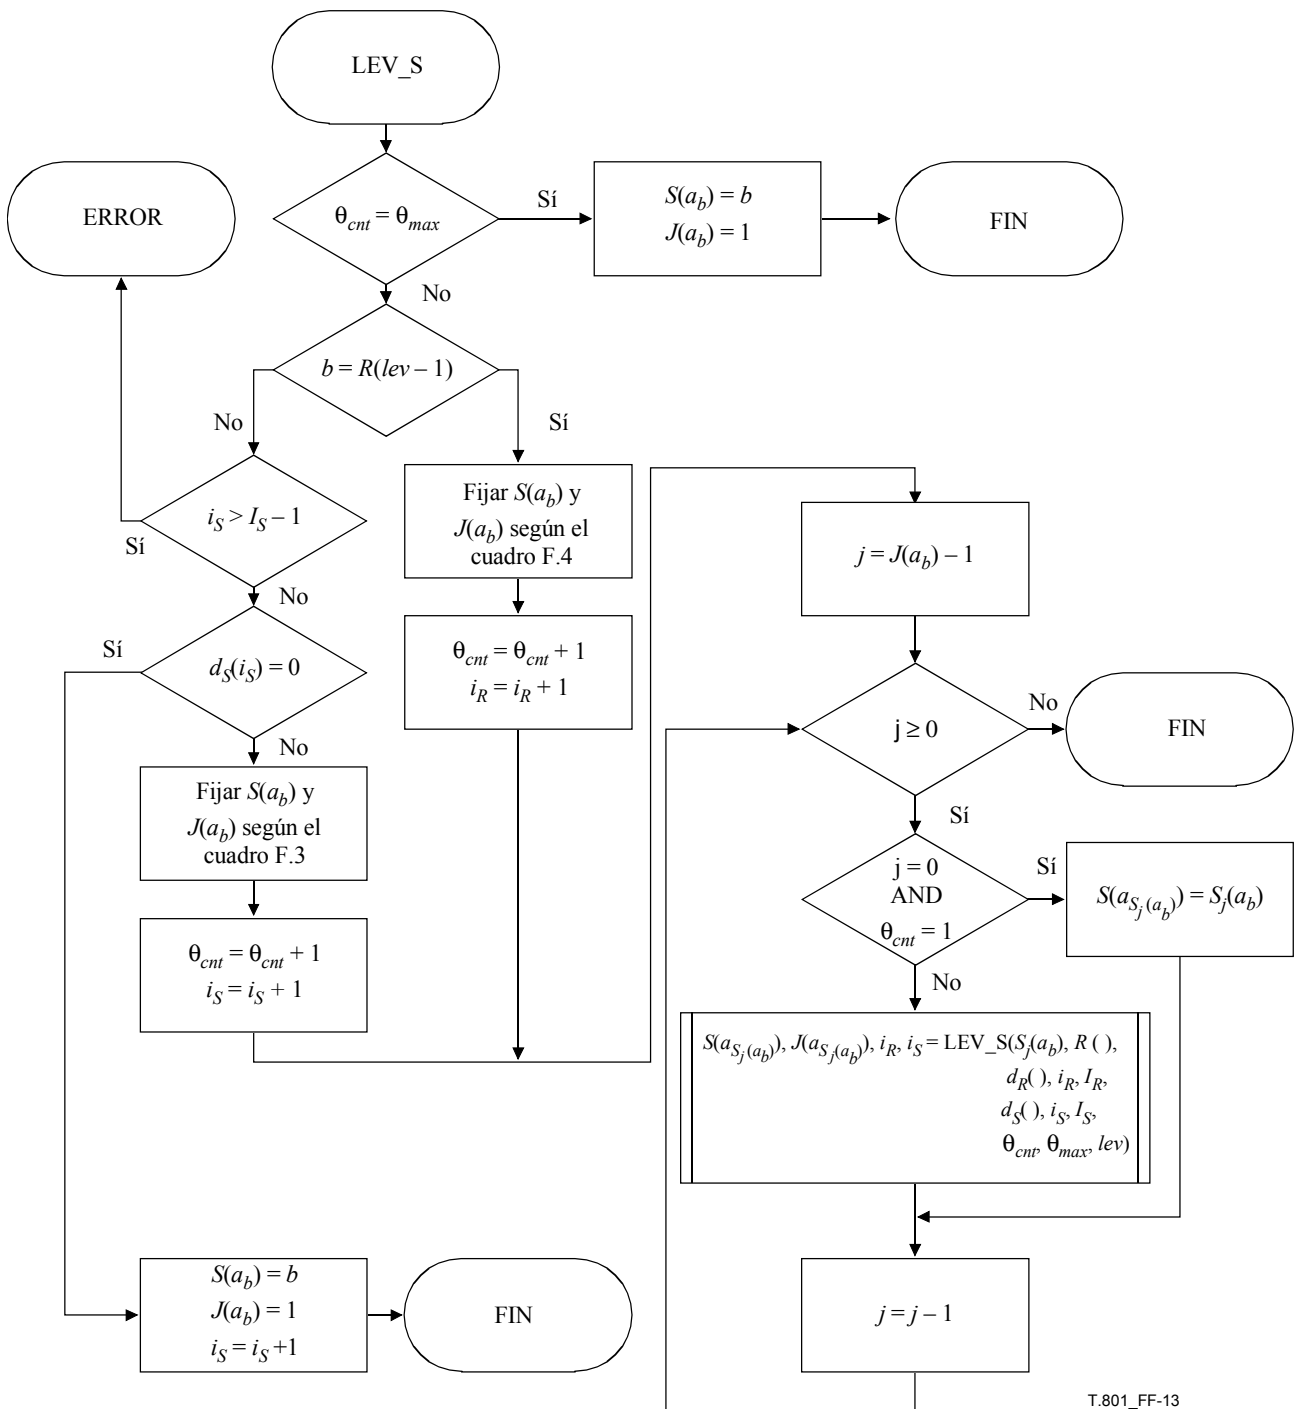 LEV_S
θcnt = θmax
Sí
S(ab) = b
J(ab) = 1
FIN
ERROR
No
b = R(lev – 1)
No
Sí
iS > IS – 1
Sí
No
Fijar S(ab) y
J(ab) según el
cuadro F.4
θcnt = θcnt + 1
iR = iR + 1
Sí
dS(iS) = 0
No
Fijar S(ab) y
J(ab) según el
cuadro F.3
θcnt = θcnt + 1
iS = iS + 1
S(ab) = b
J(ab) = 1
iS = iS +1
FIN
j = J(ab) – 1
j ≥ 0
No
FIN
Sí
j = 0
AND
θcnt = 1
Sí
S(aSj(ab)) = Sj(ab)
No
S(aSj(ab)), J(aSj(ab)), iR, iS = LEV_S(Sj(ab), R ( ),
dR( ), iR, IR,
dS( ), iS, IS,
θcnt, θmax, lev)
j = j – 1
T.801_FF-13